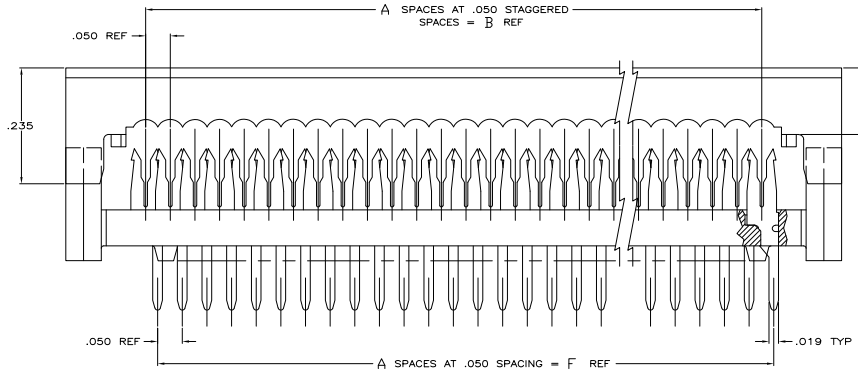 A SPACES AT .050 STAGGERED
SPACES = B REF
.050 REF
.235
.050 REF
.019 TYP
A SPACES AT .050 SPACING = F REF